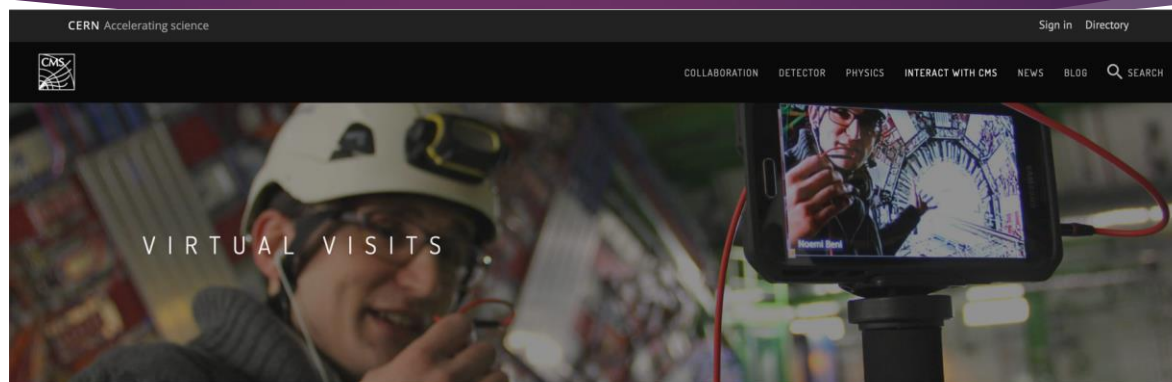 CERN Accelerating science
Sign in Directory
CMS
COLLABORATION DETECTOR PHYSICS INTERACT WITH CMS NEWS BLOG SEARCH
VIRTUAL VISITS
Noemi Beni